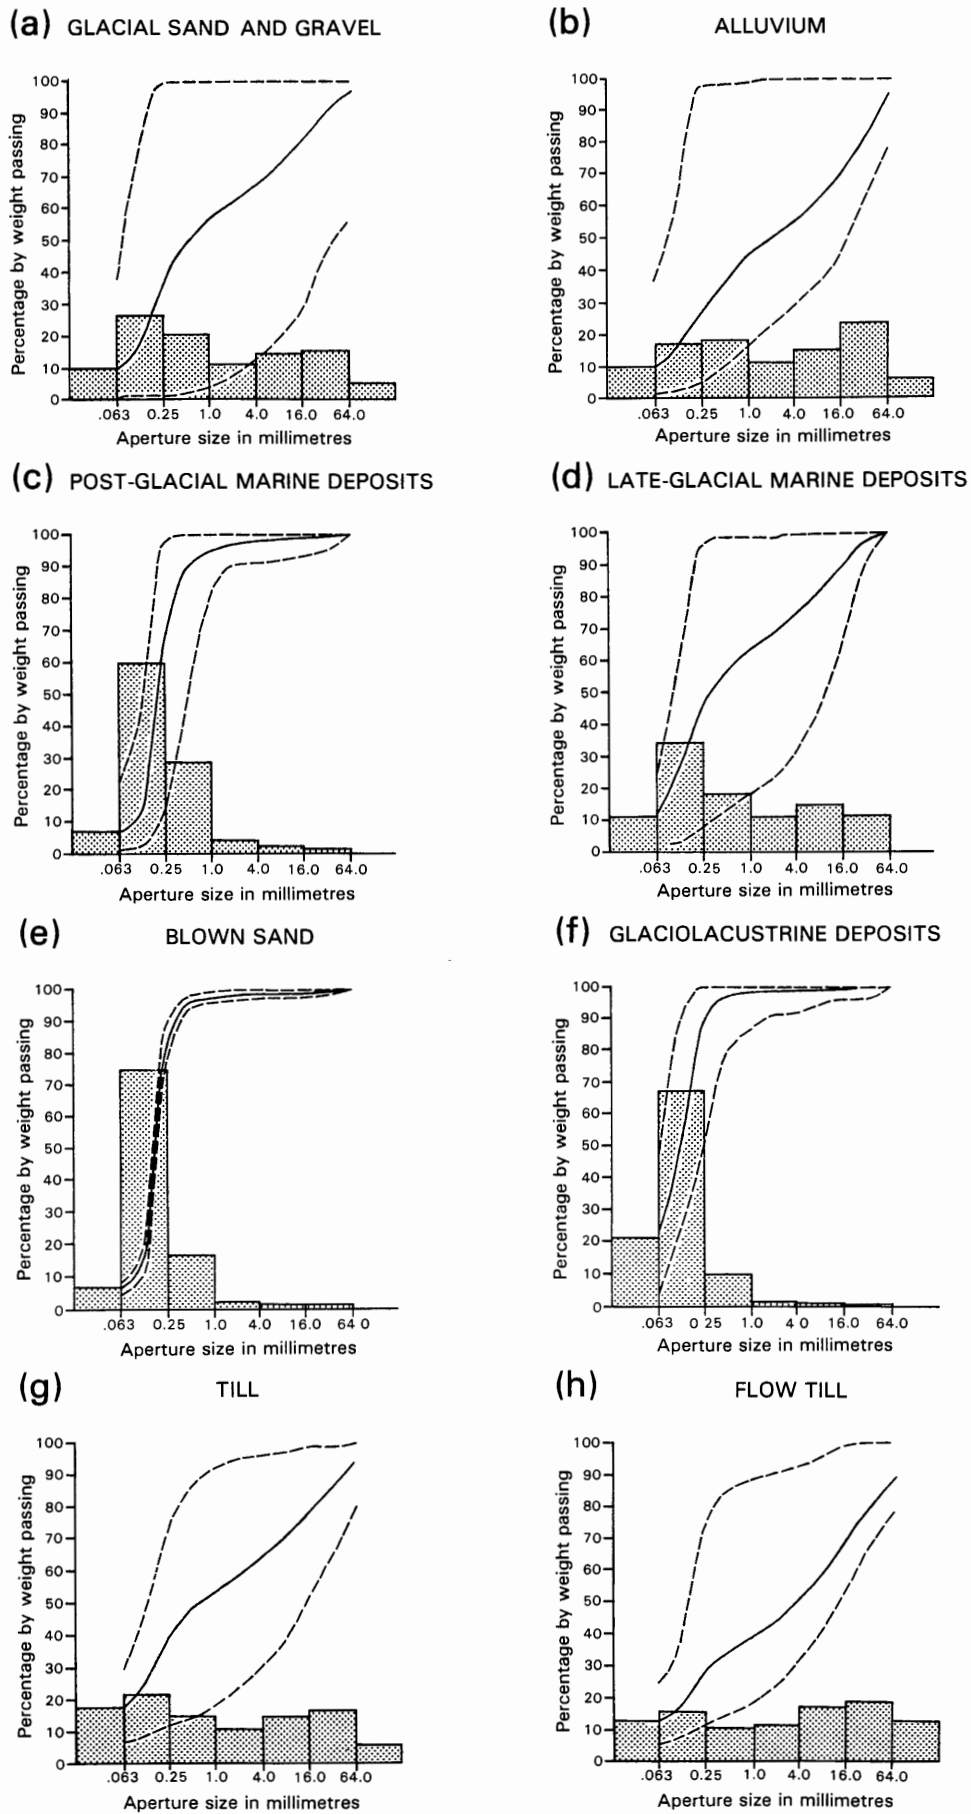 (a) GLACIAL SAND AND GRAVEL
Percentage by weight passing
100
90
80
70
60
50
40
30
20
10
0
.063 0.25 1.0 4.0 16.0 64.0
Aperture size in millimetres
(b) ALLUVIUM
Percentage by weight passing
100
90
80
70
60
50
40
30
20
10
0
.063 0.25 1.0 4.0 16.0 64.0
Aperture size in millimetres
(c) POST-GLACIAL MARINE DEPOSITS
Percentage by weight passing
100
90
80
70
60
50
40
30
20
10
0
.063 0.25 1.0 4.0 16.0 64.0
Aperture size in millimetres
(d) LATE-GLACIAL MARINE DEPOSITS
Percentage by weight passing
100
90
80
70
60
50
40
30
20
10
0
.063 0.25 1.0 4.0 16.0 64.0
Aperture size in millimetres
(e) BLOWN SAND
Percentage by weight passing
100
90
80
70
60
50
40
30
20
10
0
.063 0.25 1.0 4.0 16.0 64 0
Aperture size in millimetres
(f) GLACIOLACUSTRINE DEPOSITS
Percentage by weight passing
100
90
80
70
60
50
40
30
20
10
0
.063 0 25 1.0 4 0 16.0 64.0
Aperture size in millimetres
(g) TILL
Percentage by weight passing
100
90
80
70
60
50
40
30
20
10
0
.063 0.25 1.0 4.0 16.0 64.0
Aperture size in millimetres
(h) FLOW TILL
Percentage by weight passing
100
90
80
70
60
50
40
30
20
10
0
.063 0.25 1.0 4.0 16.0 64.0
Aperture size in millimetres